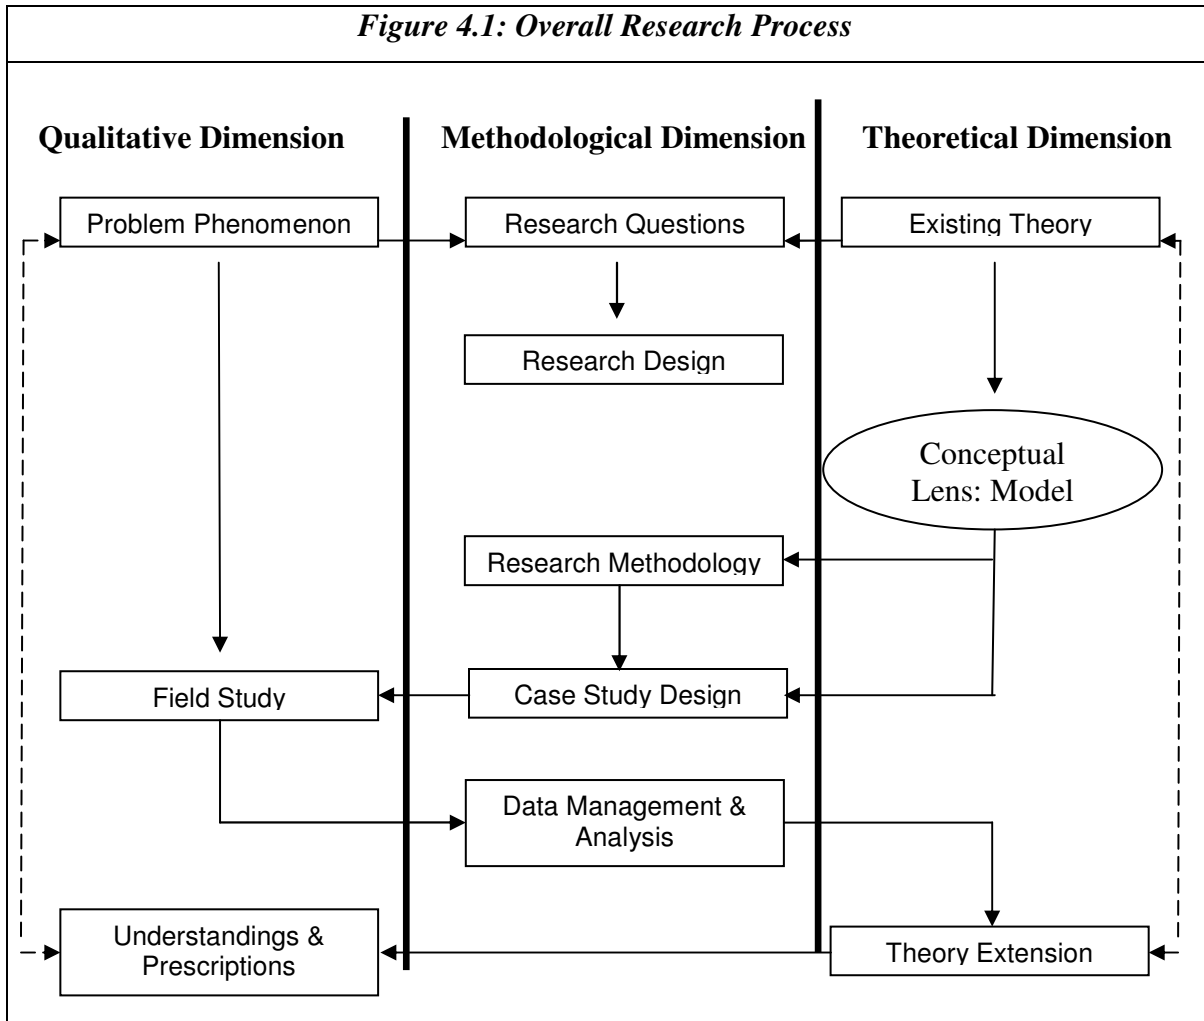 Figure 4.1: Overall Research Process
Qualitative Dimension
Methodological Dimension
Theoretical Dimension
Problem Phenomenon
Research Questions
Existing Theory
Research Design
Conceptual
Lens: Model
Research Methodology
Field Study
Case Study Design
Data Management &
Analysis
Understandings &
Prescriptions
Theory Extension